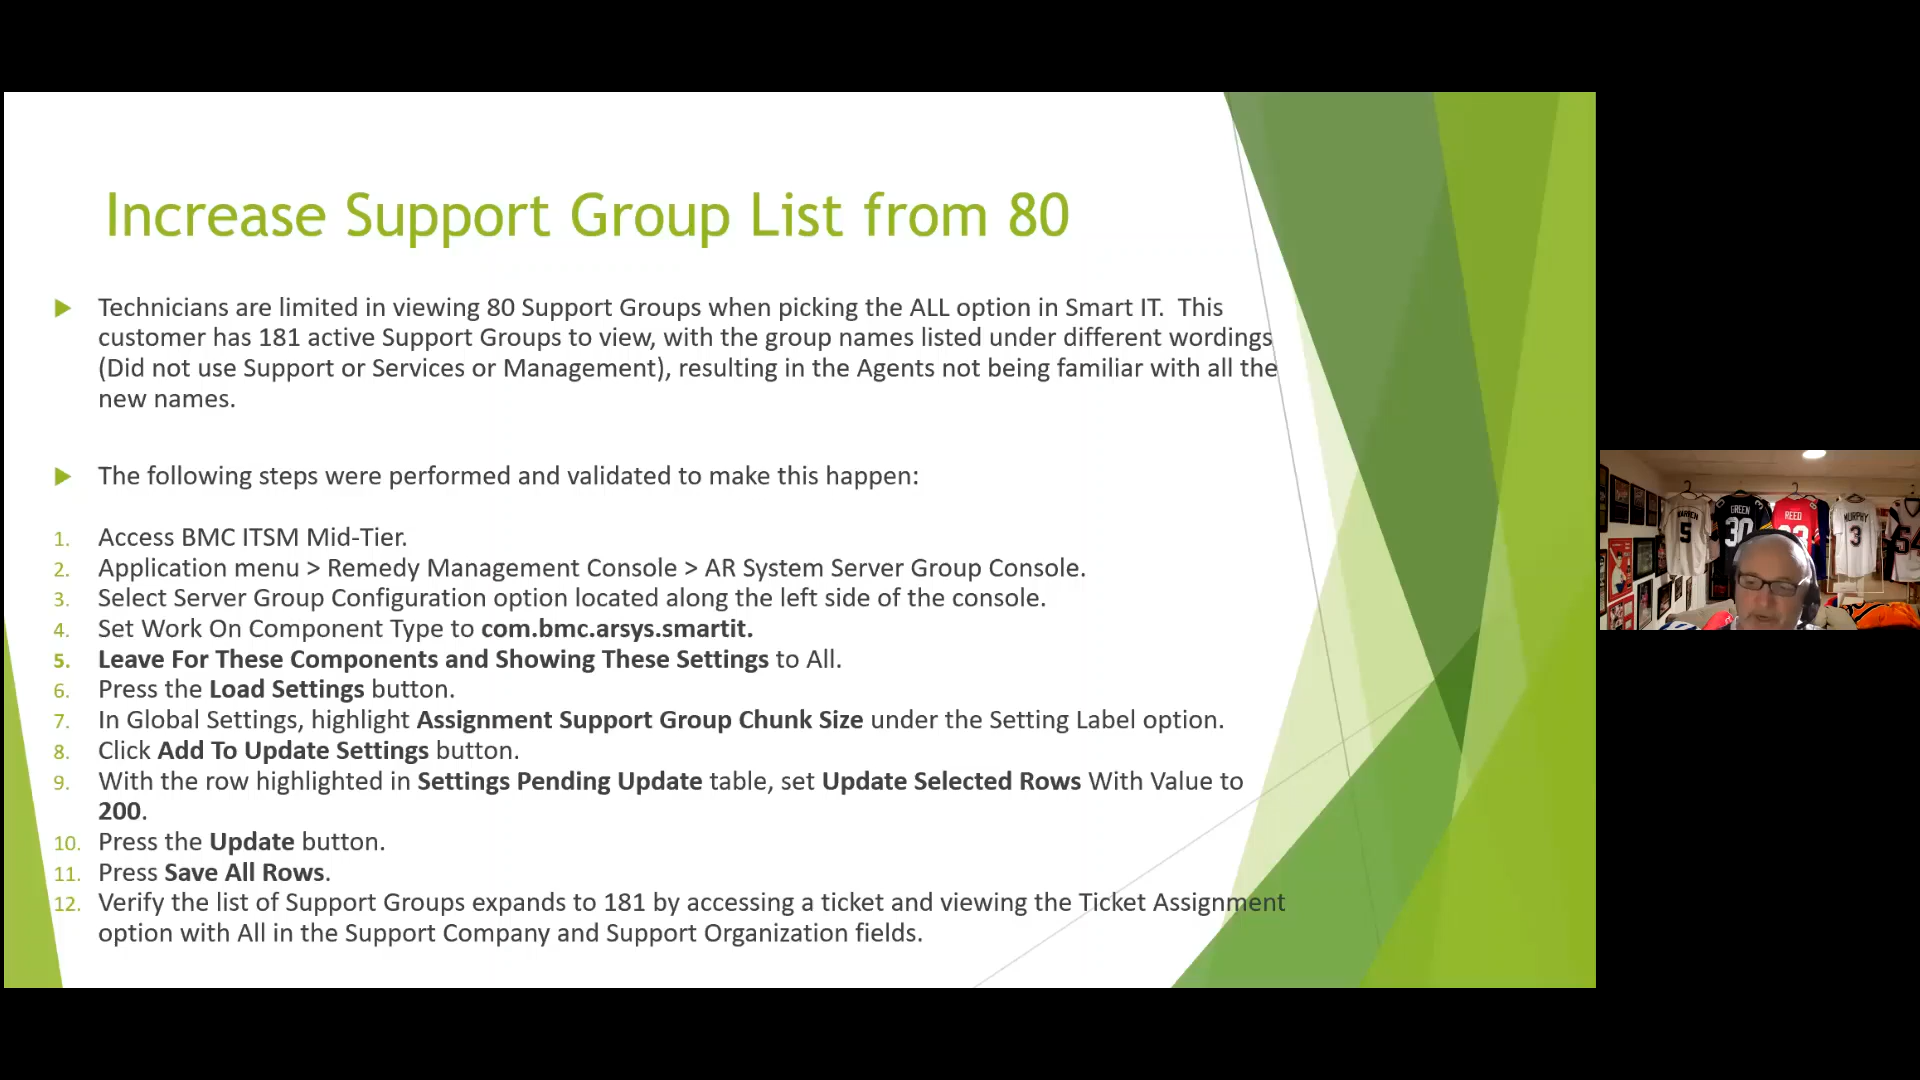 Increase Support Group List from 80
Technicians are limited in viewing 80 Support Groups when picking the ALL option in Smart IT.  This
customer has 181 active Support Groups to view, with the group names listed under different wordings
(Did not use Support or Services or Management), resulting in the Agents not being familiar with all the
new names.
The following steps were performed and validated to make this happen:
1. Access BMC ITSM Mid-Tier.
2. Application menu > Remedy Management Console > AR System Server Group Console.
3. Select Server Group Configuration option located along the left side of the console.
4. Set Work On Component Type to com.bmc.arsys.smartit.
5. Leave For These Components and Showing These Settings to All.
6. Press the Load Settings button.
7. In Global Settings, highlight Assignment Support Group Chunk Size under the Setting Label option.
8. Click Add To Update Settings button.
9. With the row highlighted in Settings Pending Update table, set Update Selected Rows With Value to
200.
10. Press the Update button.
11. Press Save All Rows.
12. Verify the list of Support Groups expands to 181 by accessing a ticket and viewing the Ticket Assignment
option with All in the Support Company and Support Organization fields.
5
GREEN
30
REED
MURPHY
3
54